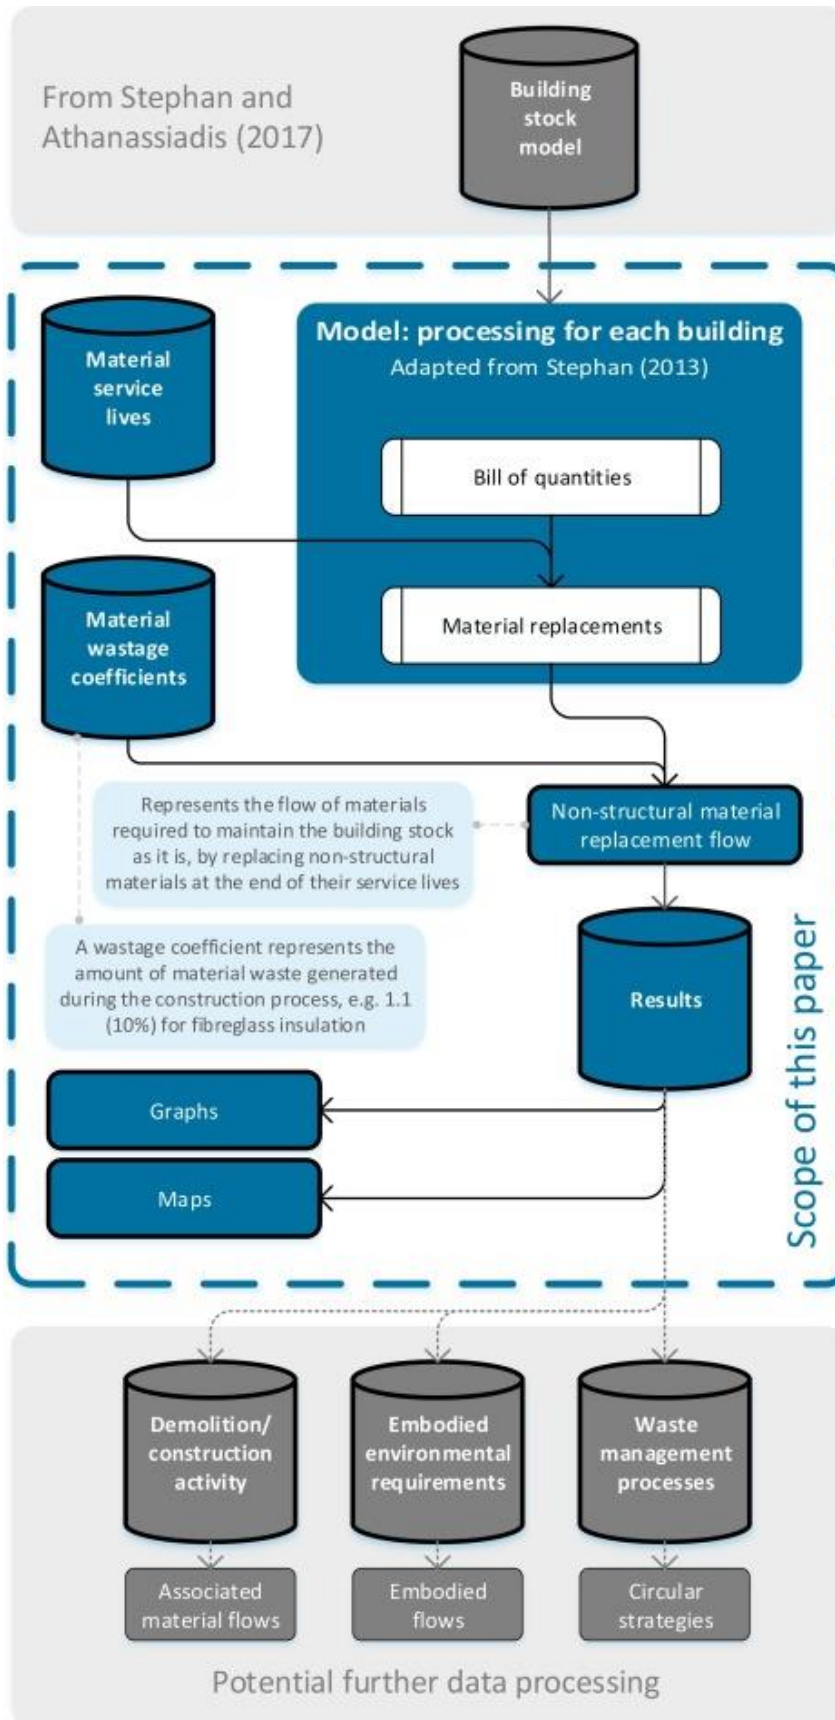 From Stephan and
Athanassiadis (2017)
Building
stock
model
Material
service
lives
Model: processing for each building
Adapted from Stephan (2013)
Bill of quantities
Material replacements
Material
wastage
coefficients
Represents the flow of materials
required to maintain the building stock
as it is, by replacing non-structural
materials at the end of their service lives
Non-structural material
replacement flow
A wastage coefficient represents the
amount of material waste generated
during the construction process, e.g. 1.1
(10%) for fibreglass insulation
Results
Graphs
Maps
Scope of this paper
Demolition/
construction
activity
Embodied
environmental
requirements
Waste
management
processes
Associated
material flows
Embodied
flows
Circular
strategies
Potential further data processing